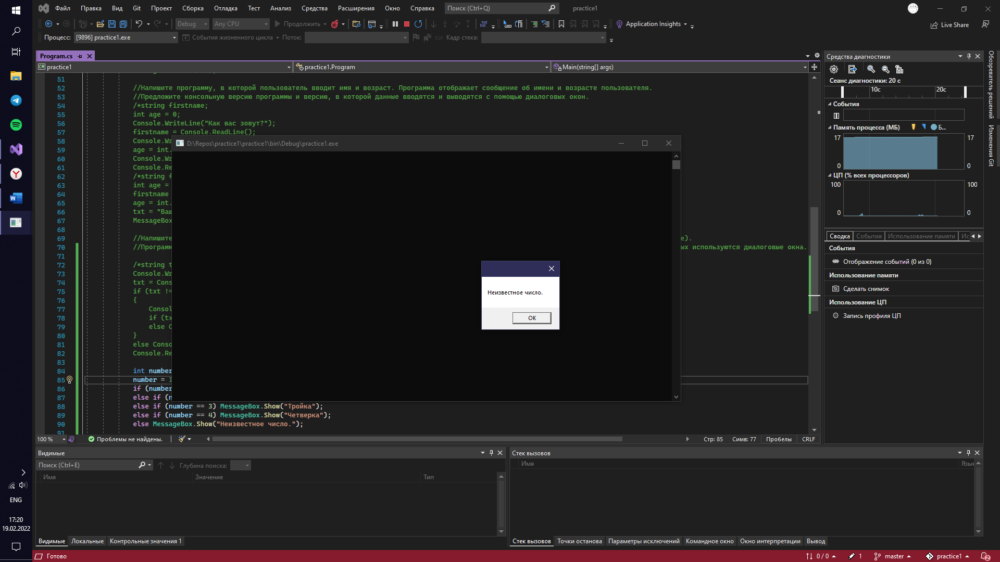 Файл Правка Вид Git Проект Сборка Отладка Тест Анализ Средства Расширения Окно Справка Поиск (Ctrl+Q) practice1
Debug Any CPU Продолжить Application Insights Live Share
Процесс: [9896] practice1.exe События жизненного цикла Поток: Кадр стека:
Program.cs
C# practice1 practice1.Program Main(string[] args)
51
52 //Напишите программу, в которой пользователь вводит имя и возраст. Программа отображает сообщение об имени и возрасте пользователя.
53 //Предложите консольную версию программы и версию, в которой данные вводятся и выводятся с помощью диалоговых окон.
54 /*string firstname;
55 int age = 0;
56 Console.WriteLine("Как вас зовут?");
57 firstname = Console.ReadLine();
58 Console.Wr
59 age = int.
60 Console.Wr
61 Console.Re
62 /*string f
63 int age =
64 firstname
65 age = int.
66 txt = "Ваш
67 MessageBox
68
69 //Напишите е).
70 //Програм ых используются диалоговые окна.
71
72 /*string t
73 Console.Wr
74 txt = Cons
75 if (txt !=
76 {
77 Consol
78 if (tx
79 else C
80 }
81 else Conso
82 Console.Re
83
84 int number
85 number = I
86 if (number
87 else if (n
88 else if (number == 3) MessageBox.Show("Тройка");
89 else if (number == 4) MessageBox.Show("Четверка");
90 else MessageBox.Show("Неизвестное число.");
91
D:\Repos\practice1\practice1\bin\Debug\practice1.exe
Неизвестное число.
OK
100 % Проблемы не найдены. Стр: 85 Симв: 77 Пробелы CRLF
Средства диагностики
Сеанс диагностики: 20 с
10с 20с
События
Память процесса (МБ) Б...
17 17
0 0
ЦП (% всех процессоров)
100 100
0 0
Сводка События Использование памяти Ис
События
Отображение событий (0 из 0)
Использование памяти
Сделать снимок
Использование ЦП
Запись профиля ЦП
Обозреватель решений
Изменения Git
Видимые
Поиск (Ctrl+E) Глубина поиска:
Имя Значение Тип
Видимые Локальные Контрольные значения 1
Стек вызовов
Имя Язык
Стек вызовов Точки останова Параметры исключений Командное окно Окно интерпретации Вывод
Готово 0 / 0 1 master practice1 2
ENG
17:20
19.02.2022